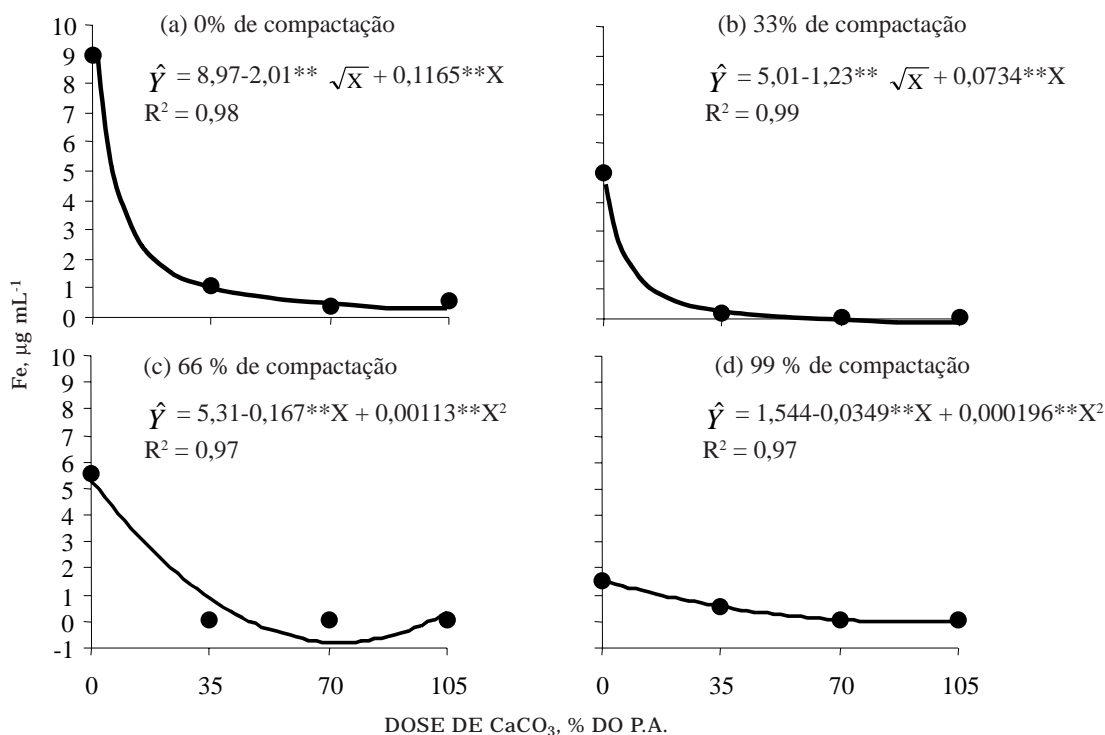 (a) 0% de compactação
Ŷ = 8,97-2,01** √X + 0,1165**X
R² = 0,98
(b) 33% de compactação
Ŷ = 5,01-1,23** √X + 0,0734**X
R² = 0,99
10
9
8
7
6
5
4
3
2
1
0
(c) 66 % de compactação
Ŷ = 5,31-0,167**X + 0,00113**X²
R² = 0,97
(d) 99 % de compactação
Ŷ = 1,544-0,0349**X + 0,000196**X²
R² = 0,97
10
9
8
7
6
5
4
3
2
1
0
-1
Fe, µg mL⁻¹
0 35 70 105
0 35 70 105
DOSE DE CaCO₃, % DO P.A.